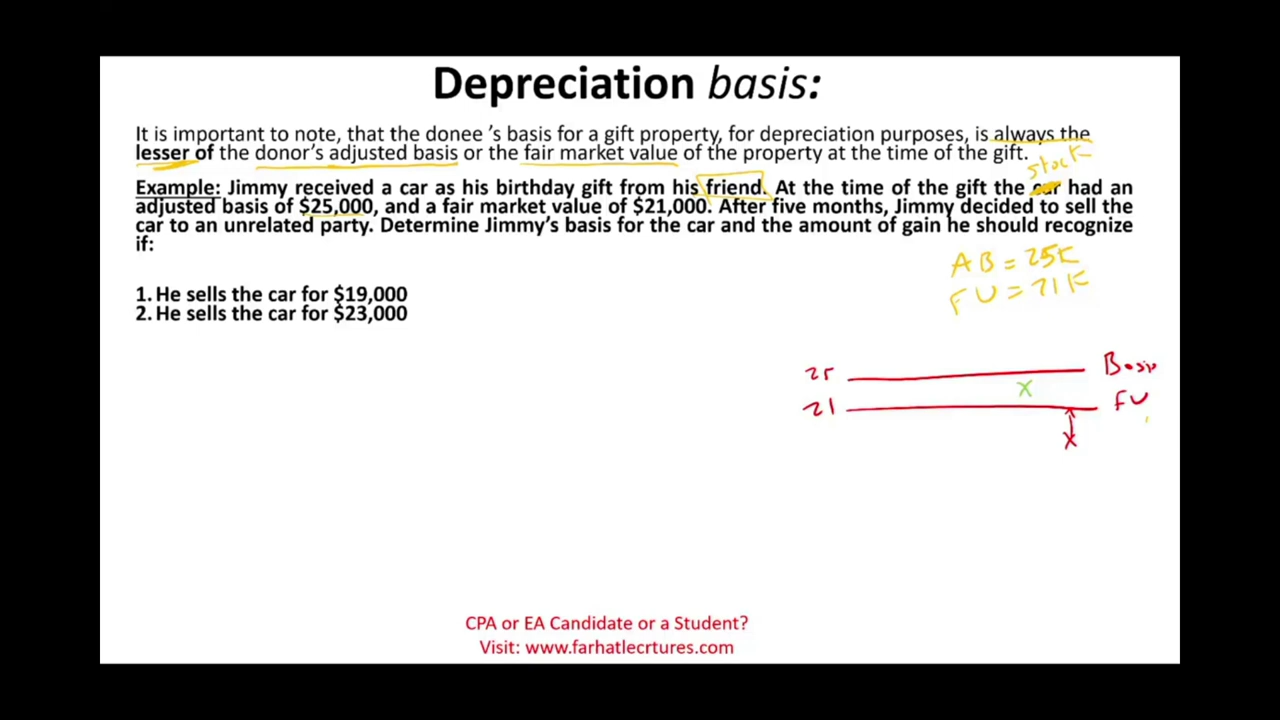 Depreciation basis:
It is important to note, that the donee 's basis for a gift property, for depreciation purposes, is always the
lesser of the donor's adjusted basis or the fair market value of the property at the time of the gift.
stock
Example: Jimmy received a car as his birthday gift from his friend. At the time of the gift the car had an
adjusted basis of $25,000, and a fair market value of $21,000. After five months, Jimmy decided to sell the
car to an unrelated party. Determine Jimmy's basis for the car and the amount of gain he should recognize
if:
AB = 25K
FV = 21K
1. He sells the car for $19,000
2. He sells the car for $23,000
25 Basis
X
21 FV
X
CPA or EA Candidate or a Student?
Visit: www.farhatlecrtures.com